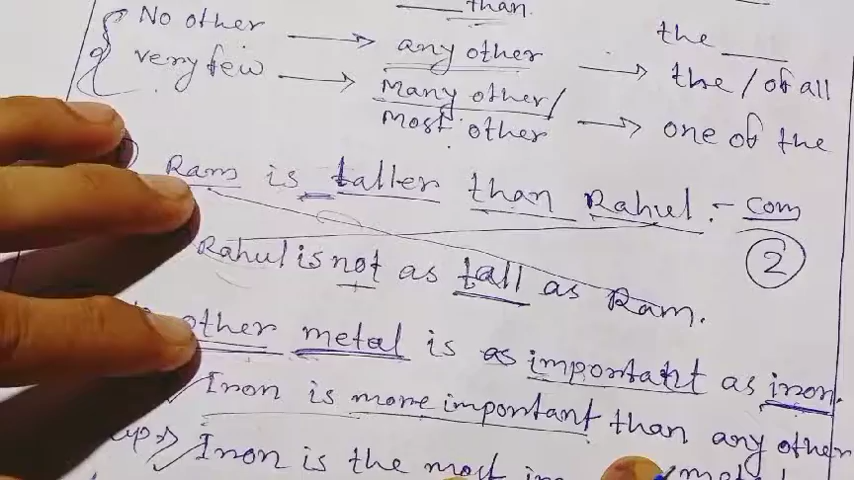 than.
No other → any other → the
very few → Many other/ → the / of all
most other → one of the
Ram is taller than Rahul. - com
②
Rahul is not as tall as Ram.
other metal is as important as iron.
Iron is more important than any other
Iron is the most